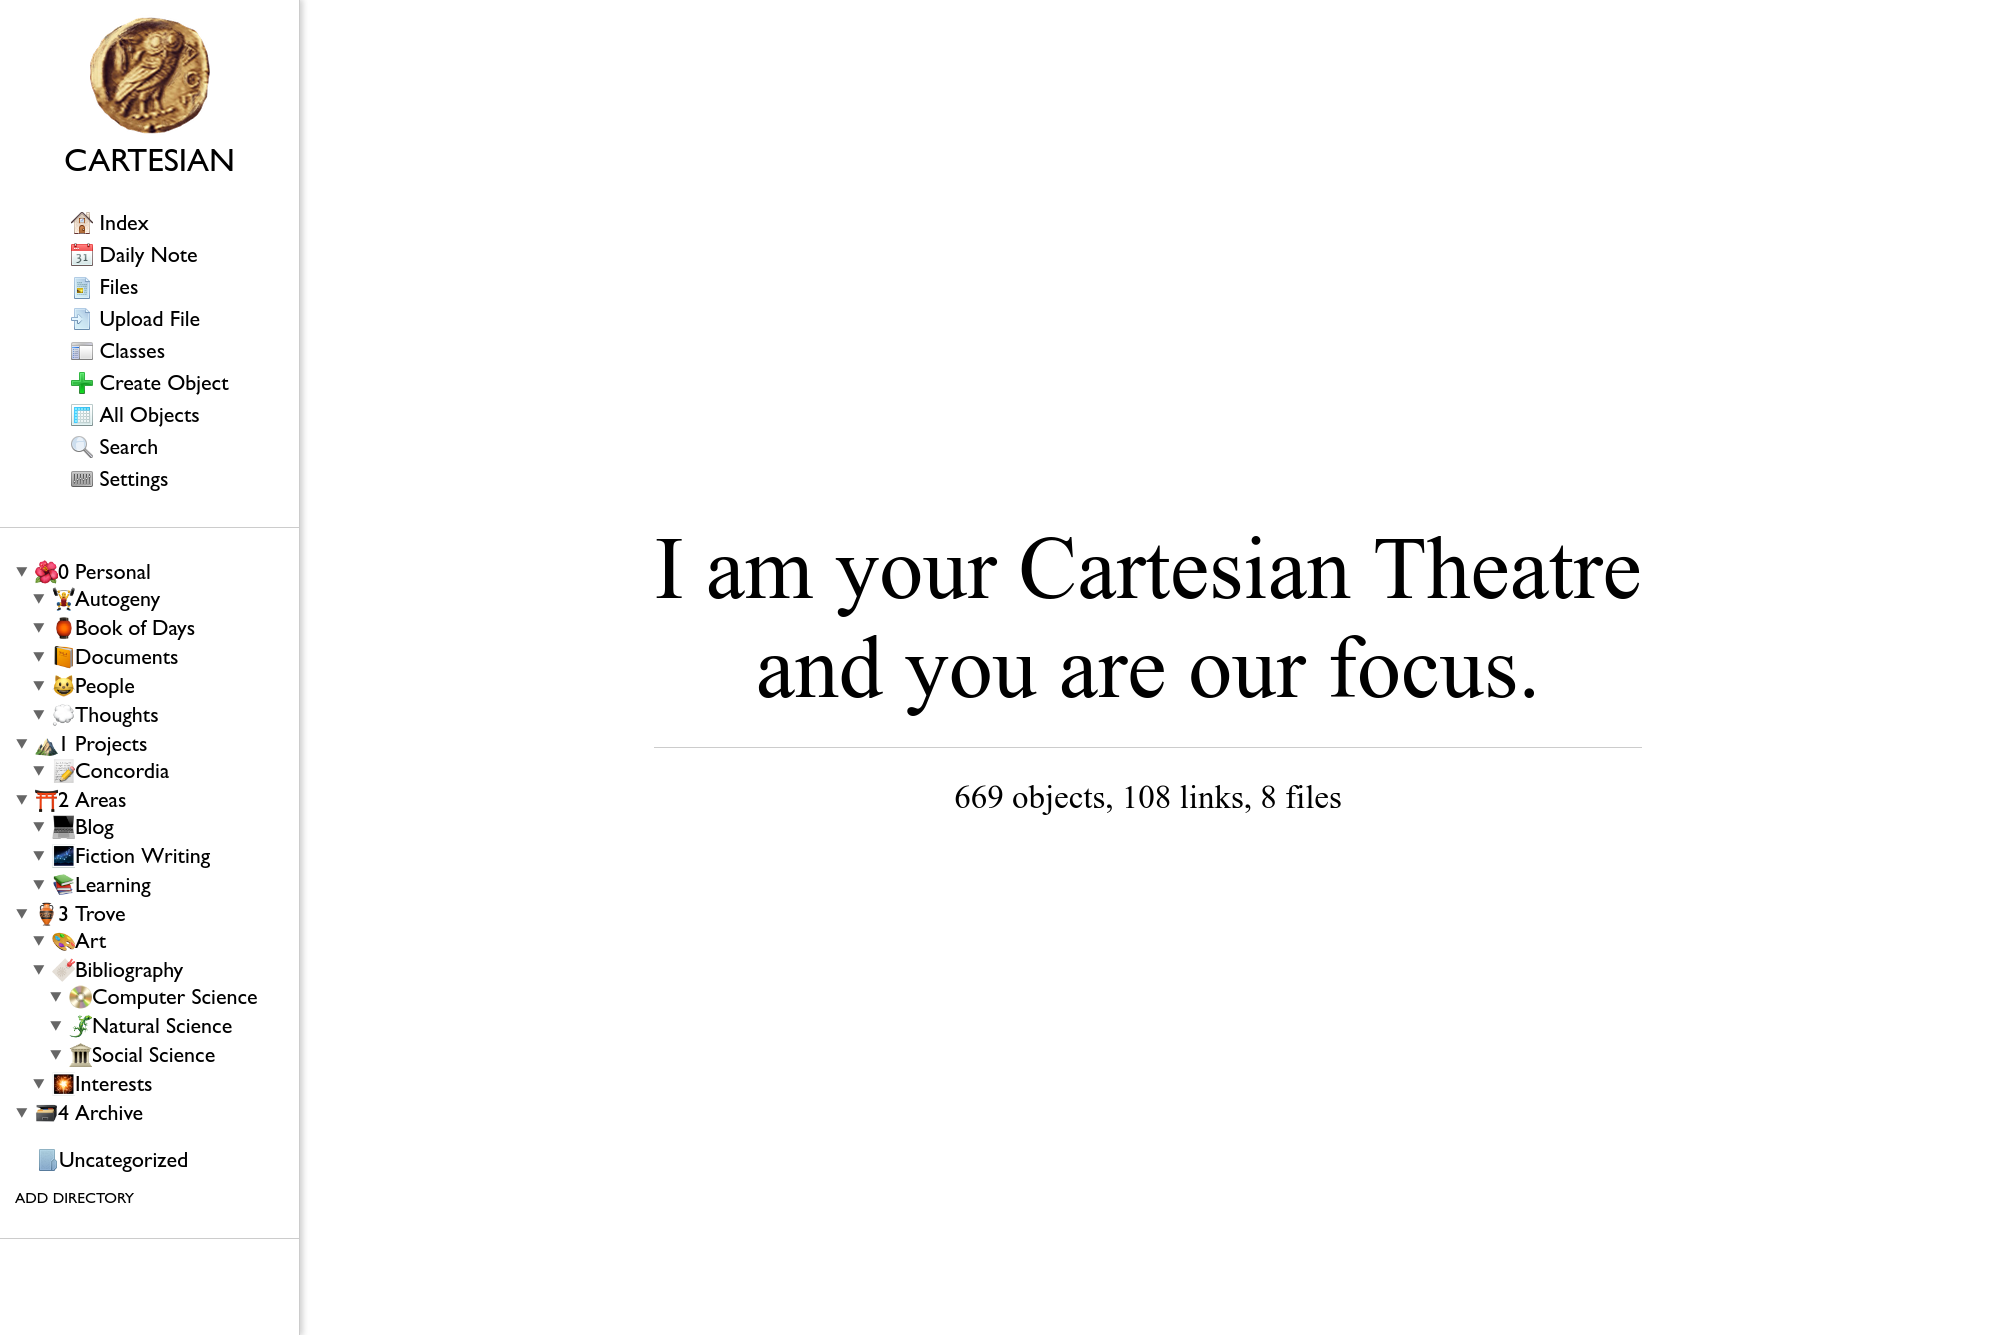 CARTESIAN
Index
Daily Note
Files
Upload File
Classes
Create Object
All Objects
Search
Settings
0 Personal
Autogeny
Book of Days
Documents
People
Thoughts
1 Projects
Concordia
2 Areas
Blog
Fiction Writing
Learning
3 Trove
Art
Bibliography
Computer Science
Natural Science
Social Science
Interests
4 Archive
Uncategorized
ADD DIRECTORY
I am your Cartesian Theatre
and you are our focus.
669 objects, 108 links, 8 files